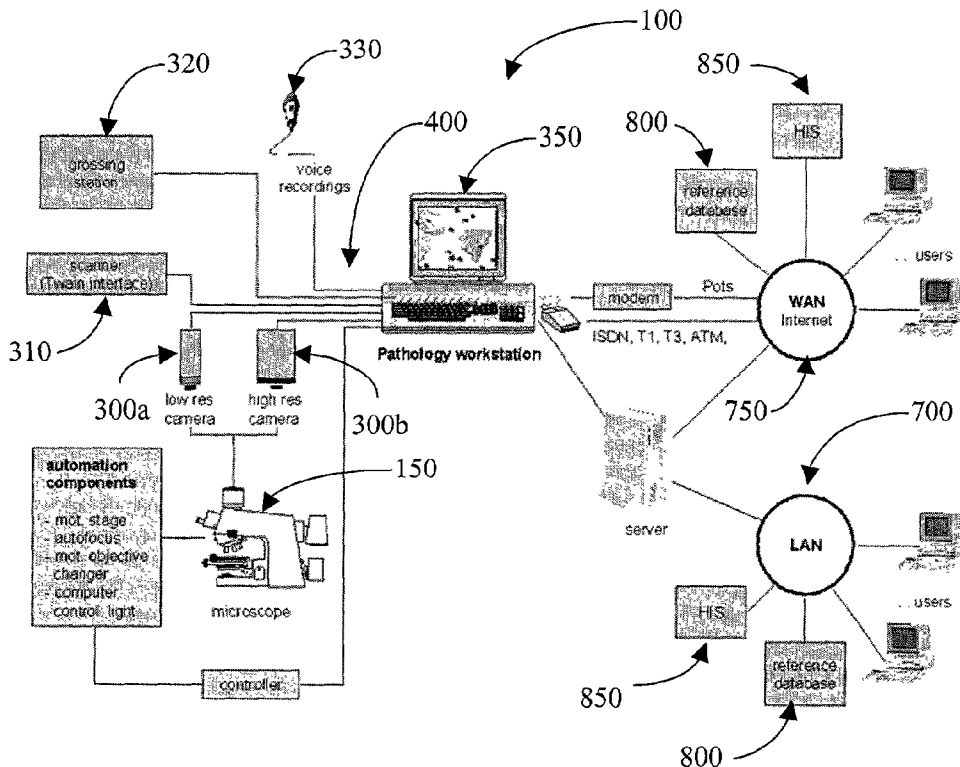 100
330
850
320
400
800
350
HIS
grossing
station
voice
recordings
reference
database
. . users
scanner
(Twain interface)
modem
Pots
WAN
Internet
310
ISDN, T1, T3, ATM,
Pathology workstation
300a
low res
camera
high res
camera
300b
750
700
automation
components
- mot. stage
- autofocus
- mot. objective
changer
- computer
control. light
150
microscope
server
LAN
HIS
. . users
controller
850
reference
database
800